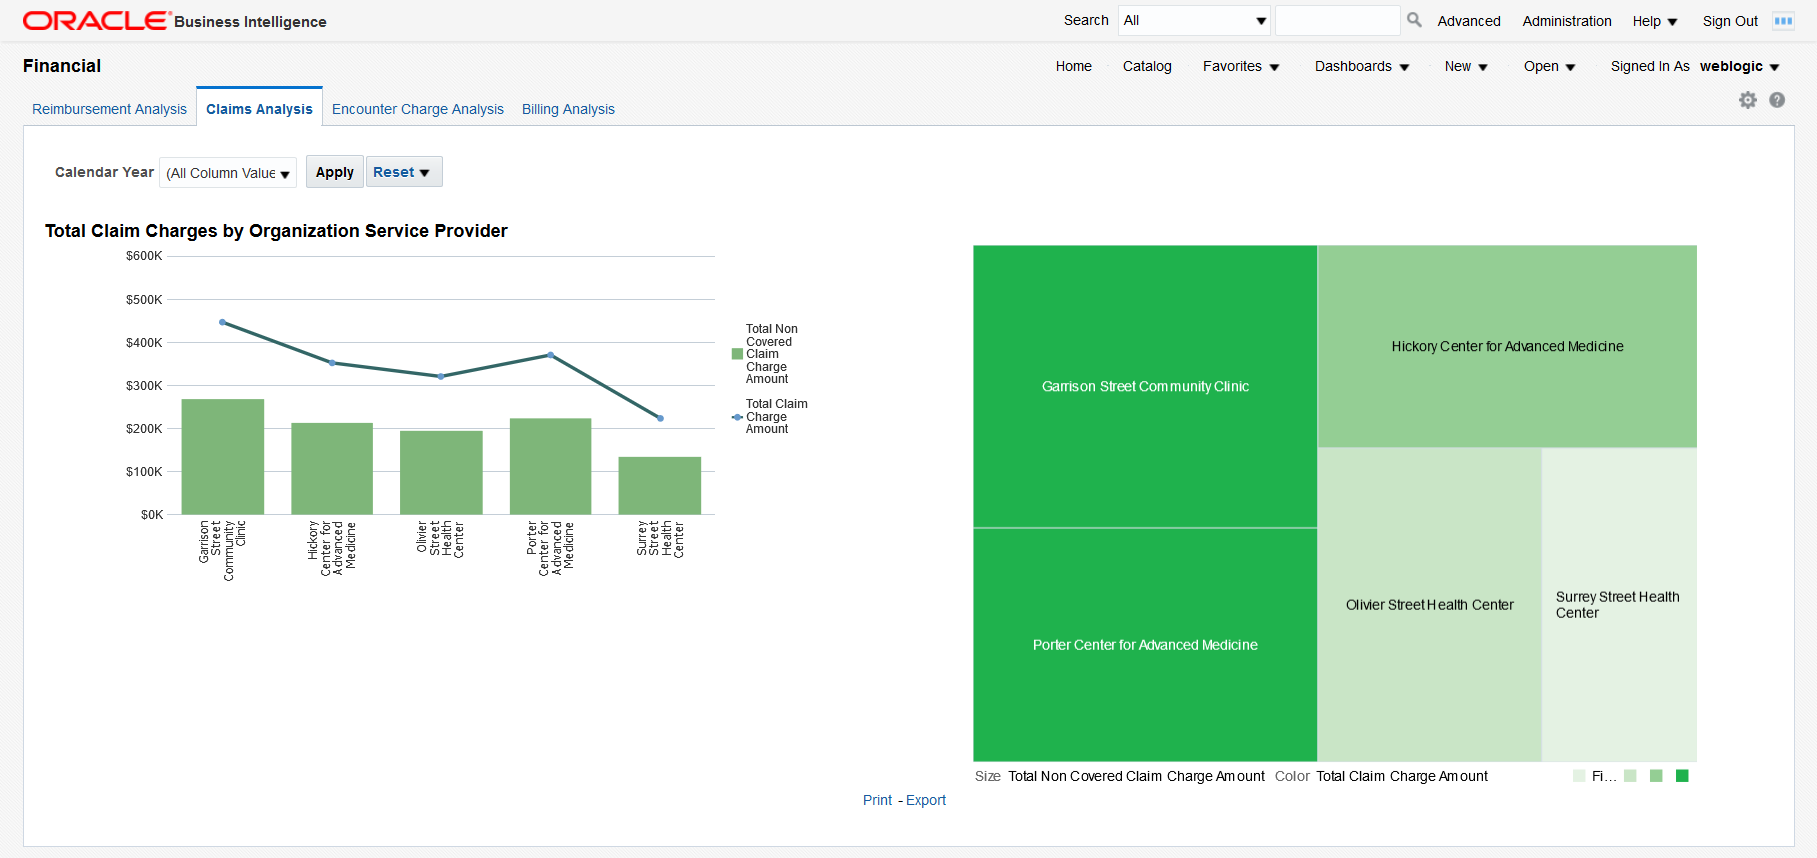 ORACLE® Business Intelligence
Search All Advanced Administration Help Sign Out
Financial
Home Catalog Favorites Dashboards New Open Signed In As weblogic
Reimbursement Analysis Claims Analysis Encounter Charge Analysis Billing Analysis
Calendar Year (All Column Value Apply Reset
Total Claim Charges by Organization Service Provider
$600K
$500K
$400K
$300K
$200K
$100K
$0K
Garrison
Street
Community
Clinic
Hickory
Center for
Advanced
Medicine
Olivier
Street
Health
Center
Porter
Center for
Advanced
Medicine
Surrey
Street
Health
Center
Total Non
Covered
Claim
Charge
Amount
Total Claim
Charge
Amount
Garrison Street Community Clinic
Hickory Center for Advanced Medicine
Porter Center for Advanced Medicine
Olivier Street Health Center
Surrey Street Health
Center
Size Total Non Covered Claim Charge Amount Color Total Claim Charge Amount Fi...
Print - Export